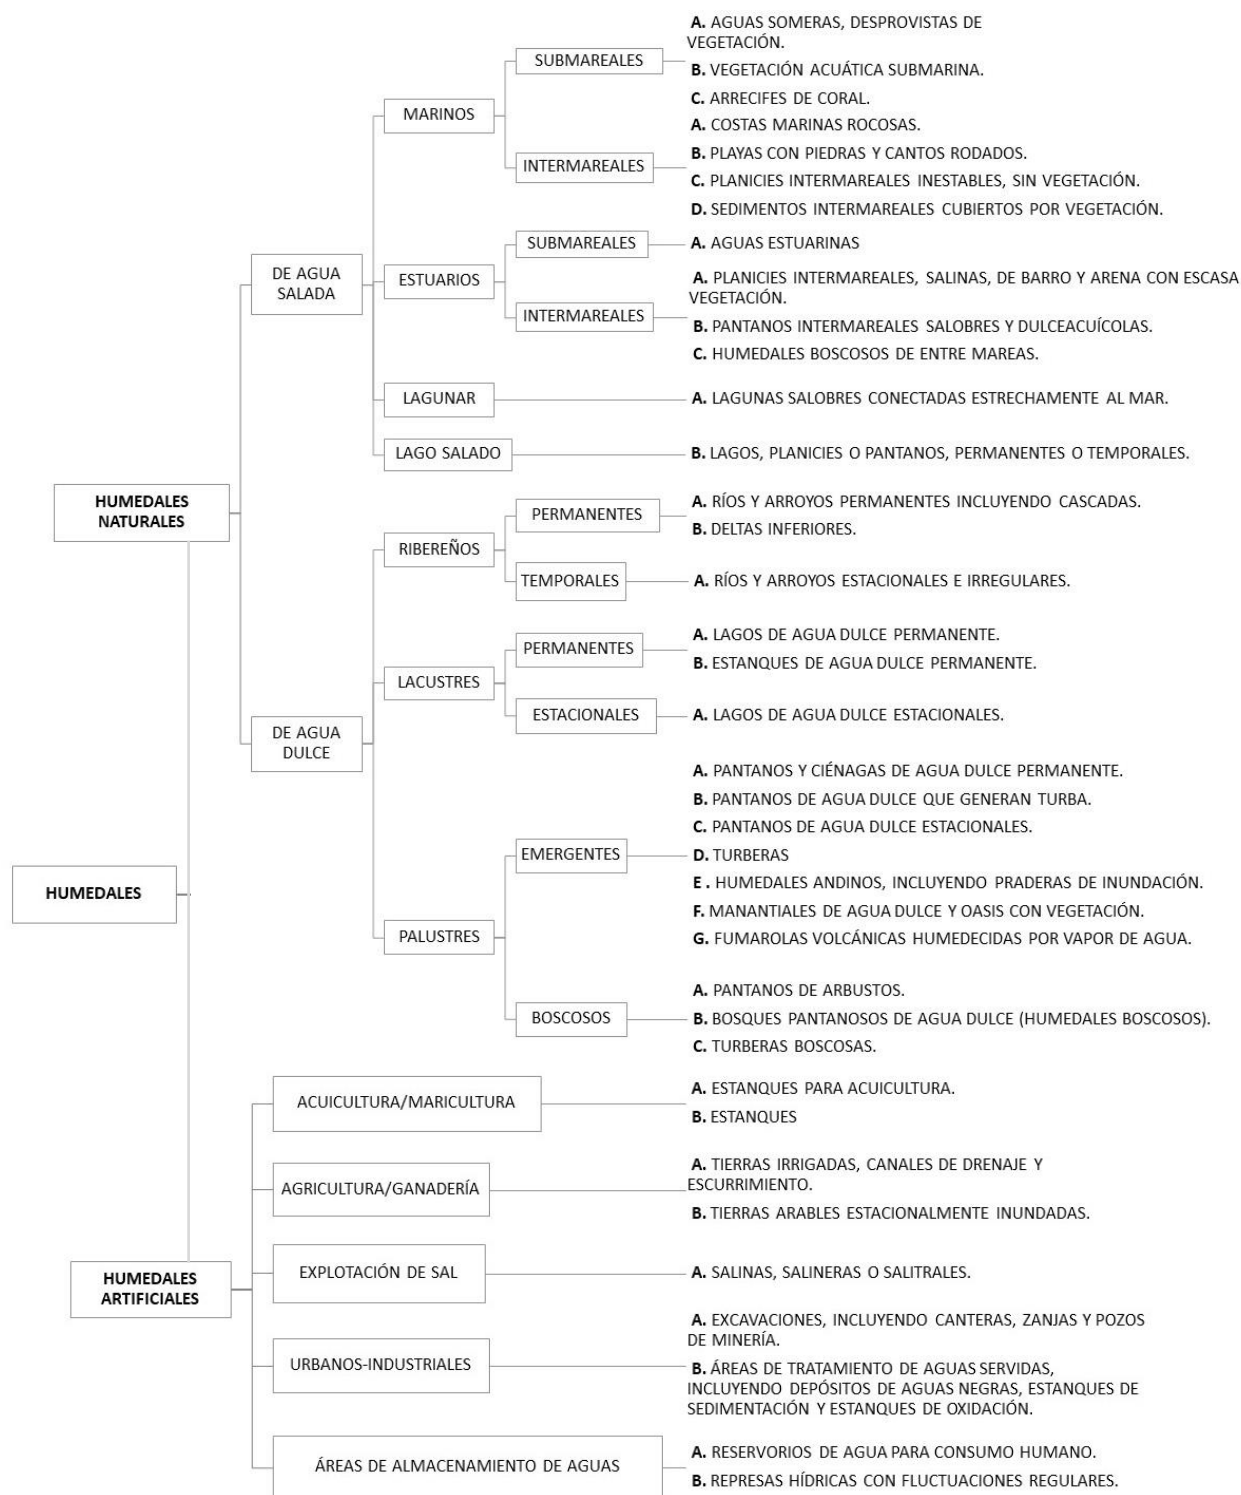 A. AGUAS SOMERAS, DESPROVISTAS DE
VEGETACIÓN.
SUBMAREALES
B. VEGETACIÓN ACUÁTICA SUBMARINA.
C. ARRECIFES DE CORAL.
MARINOS
A. COSTAS MARINAS ROCOSAS.
B. PLAYAS CON PIEDRAS Y CANTOS RODADOS.
INTERMAREALES
C. PLANICIES INTERMAREALES INESTABLES, SIN VEGETACIÓN.
D. SEDIMENTOS INTERMAREALES CUBIERTOS POR VEGETACIÓN.
SUBMAREALES
A. AGUAS ESTUARINAS
DE AGUA
SALADA
ESTUARIOS
A. PLANICIES INTERMAREALES, SALINAS, DE BARRO Y ARENA CON ESCASA
VEGETACIÓN.
INTERMAREALES
B. PANTANOS INTERMAREALES SALOBRES Y DULCEACUÍCOLAS.
C. HUMEDALES BOSCOSOS DE ENTRE MAREAS.
LAGUNAR
A. LAGUNAS SALOBRES CONECTADAS ESTRECHAMENTE AL MAR.
LAGO SALADO
B. LAGOS, PLANICIES O PANTANOS, PERMANENTES O TEMPORALES.
HUMEDALES
NATURALES
PERMANENTES
A. RÍOS Y ARROYOS PERMANENTES INCLUYENDO CASCADAS.
B. DELTAS INFERIORES.
RIBEREÑOS
TEMPORALES
A. RÍOS Y ARROYOS ESTACIONALES E IRREGULARES.
PERMANENTES
A. LAGOS DE AGUA DULCE PERMANENTE.
B. ESTANQUES DE AGUA DULCE PERMANENTE.
LACUSTRES
ESTACIONALES
A. LAGOS DE AGUA DULCE ESTACIONALES.
DE AGUA
DULCE
A. PANTANOS Y CIÉNAGAS DE AGUA DULCE PERMANENTE.
B. PANTANOS DE AGUA DULCE QUE GENERAN TURBA.
C. PANTANOS DE AGUA DULCE ESTACIONALES.
EMERGENTES
D. TURBERAS
E . HUMEDALES ANDINOS, INCLUYENDO PRADERAS DE INUNDACIÓN.
F. MANANTIALES DE AGUA DULCE Y OASIS CON VEGETACIÓN.
G. FUMAROLAS VOLCÁNICAS HUMEDECIDAS POR VAPOR DE AGUA.
HUMEDALES
PALUSTRES
A. PANTANOS DE ARBUSTOS.
BOSCOSOS
B. BOSQUES PANTANOSOS DE AGUA DULCE (HUMEDALES BOSCOSOS).
C. TURBERAS BOSCOSAS.
ACUICULTURA/MARICULTURA
A. ESTANQUES PARA ACUICULTURA.
B. ESTANQUES
AGRICULTURA/GANADERÍA
A. TIERRAS IRRIGADAS, CANALES DE DRENAJE Y
ESCURRIMIENTO.
B. TIERRAS ARABLES ESTACIONALMENTE INUNDADAS.
HUMEDALES
ARTIFICIALES
EXPLOTACIÓN DE SAL
A. SALINAS, SALINERAS O SALITRALES.
URBANOS-INDUSTRIALES
A. EXCAVACIONES, INCLUYENDO CANTERAS, ZANJAS Y POZOS
DE MINERÍA.
B. ÁREAS DE TRATAMIENTO DE AGUAS SERVIDAS,
INCLUYENDO DEPÓSITOS DE AGUAS NEGRAS, ESTANQUES DE
SEDIMENTACIÓN Y ESTANQUES DE OXIDACIÓN.
ÁREAS DE ALMACENAMIENTO DE AGUAS
A. RESERVORIOS DE AGUA PARA CONSUMO HUMANO.
B. REPRESAS HÍDRICAS CON FLUCTUACIONES REGULARES.